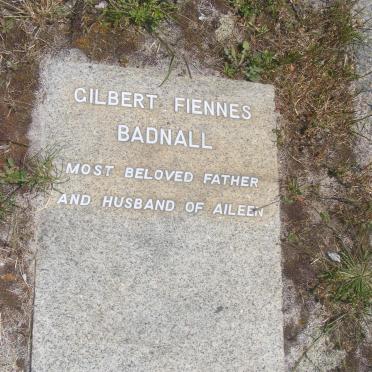 GILBERT FIENNES
BADNALL
MOST BELOVED FATHER
AND HUSBAND OF AILEEN